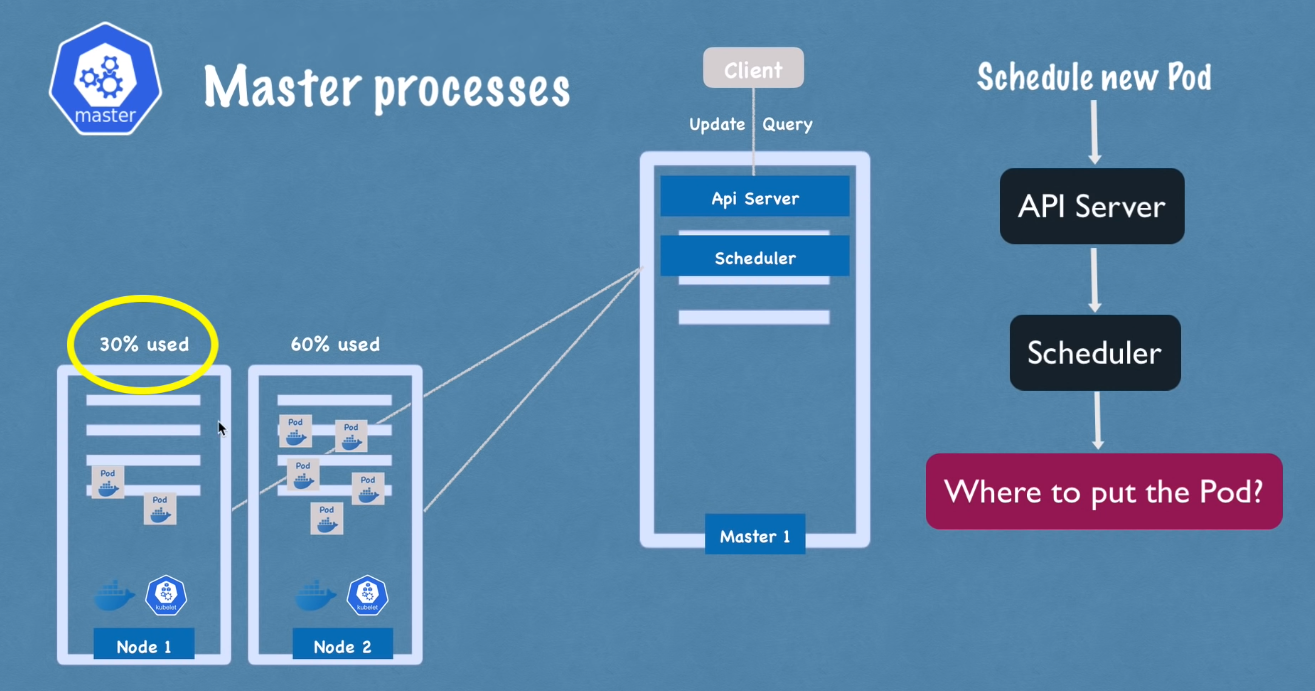 master
Master processes
Client
Update
Query
Api Server
Scheduler
Master 1
30% used
60% used
Pod
Pod
Pod
Pod
Pod
Pod
Pod
kubelet
kubelet
Node 1
Node 2
Schedule new Pod
API Server
Scheduler
Where to put the Pod?